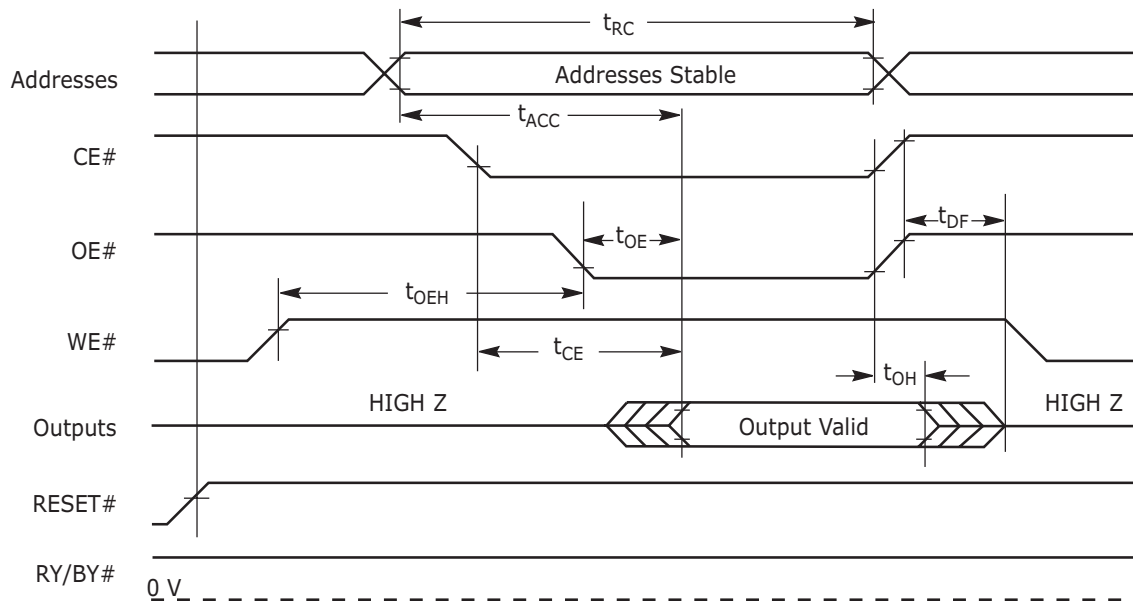 tRC
Addresses
Addresses Stable
tACC
CE#
tDF
OE#
tOE
tOEH
WE#
tCE
tOH
HIGH Z
HIGH Z
Outputs
Output Valid
RESET#
RY/BY#
0 V